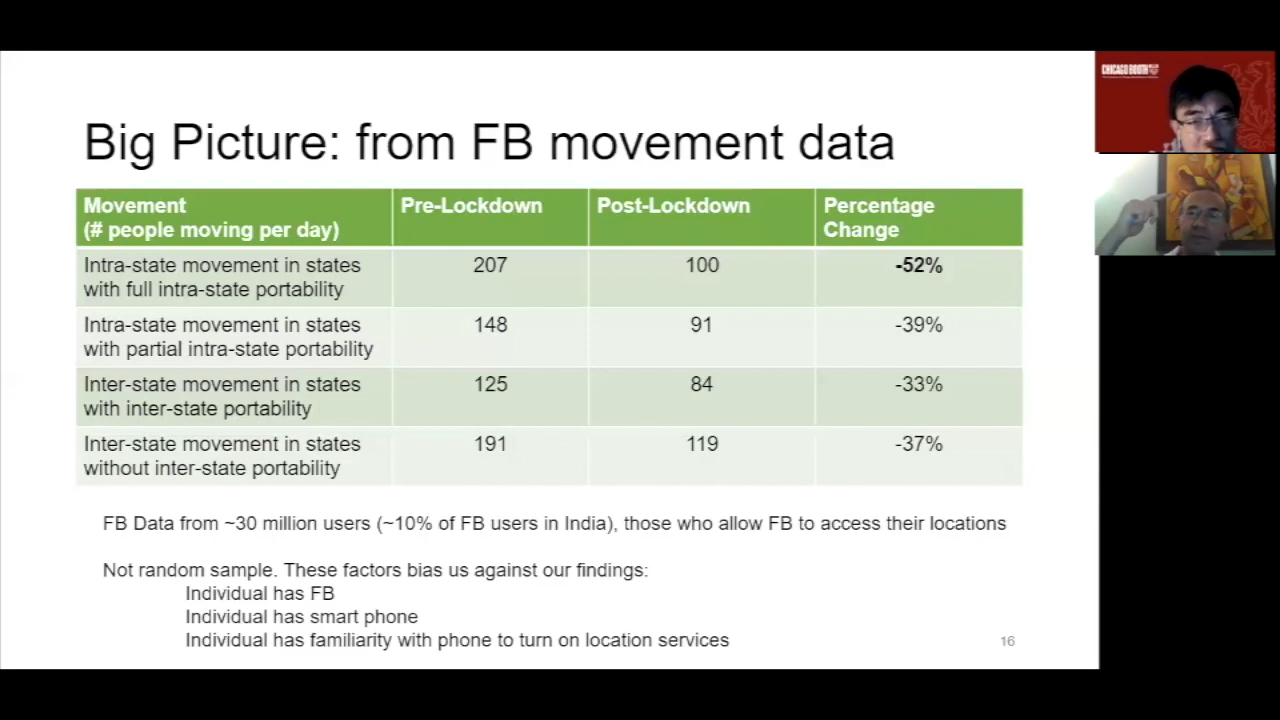 Big Picture: from FB movement data
Movement
(# people moving per day)
Pre-Lockdown
Post-Lockdown
Percentage
Change
Intra-state movement in states
with full intra-state portability
207
100
-52%
Intra-state movement in states
with partial intra-state portability
148
91
-39%
Inter-state movement in states
with inter-state portability
125
84
-33%
Inter-state movement in states
without inter-state portability
191
119
-37%
FB Data from ~30 million users (~10% of FB users in India), those who allow FB to access their locations
Not random sample. These factors bias us against our findings:
Individual has FB
Individual has smart phone
Individual has familiarity with phone to turn on location services
16
CHICAGO BOOTH